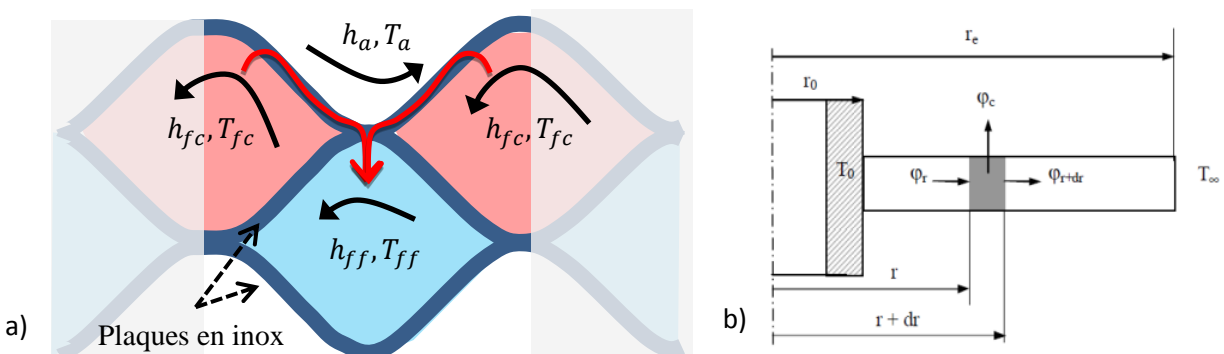 h_a, T_a
h_fc, T_fc
h_fc, T_fc
h_ff, T_ff
Plaques en inox
a)
r_e
r_0
φ_c
T_0
φ_r
φ_r+dr
T_∞
r
r + dr
b)